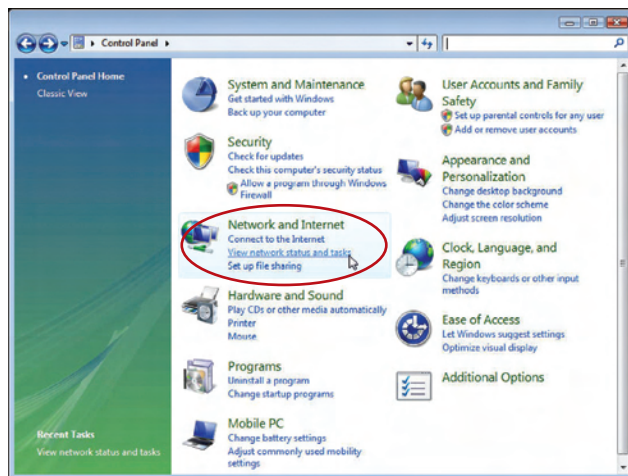 Control Panel
Control Panel Home
Classic View
System and Maintenance
Get started with Windows
Back up your computer
Security
Check for updates
Check this computer's security status
Allow a program through Windows
Firewall
Network and Internet
Connect to the Internet
View network status and tasks
Set up file sharing
Hardware and Sound
Play CDs or other media automatically
Printer
Mouse
Programs
Uninstall a program
Change startup programs
Mobile PC
Change battery settings
Adjust commonly used mobility
settings
User Accounts and Family
Safety
Set up parental controls for any user
Add or remove user accounts
Appearance and
Personalization
Change desktop background
Change the color scheme
Adjust screen resolution
Clock, Language, and
Region
Change keyboards or other input
methods
Ease of Access
Let Windows suggest settings
Optimize visual display
Additional Options
Recent Tasks
View network status and tasks